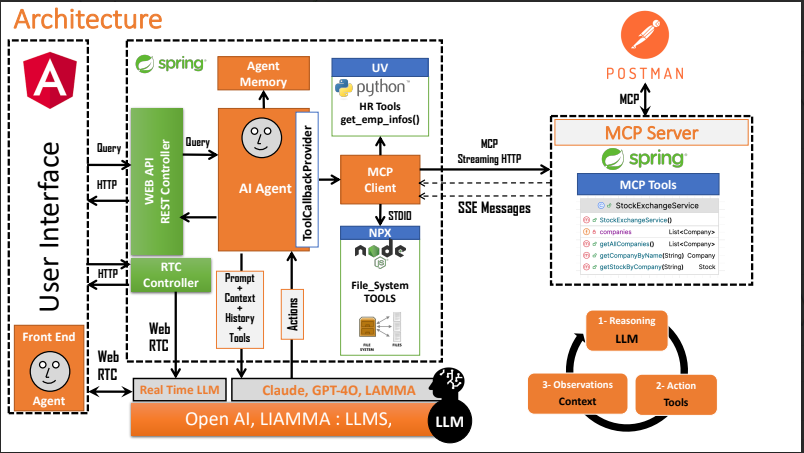 Architecture
User Interface
Front End
Agent
Query
HTTP
HTTP
Web
RTC
spring
WEB API
REST Controller
RTC
Controller
Query
Agent
Memory
AI Agent
ToolCallbackProvider
Prompt
+
Context
+
History
+
Tools
Actions
Web
RTC
UV
python
HR Tools
get_emp_infos()
MCP
Client
STDIO
NPX
node
JS
File_System
TOOLS
FILE
SYSTEM
FILES
MCP
Streaming HTTP
SSE Messages
Real Time LLM
Claude, GPT-4O, LAMMA
Open AI, LIAMMA : LLMS,
LLM
POSTMAN
MCP
MCP Server
spring
MCP Tools
StockExchangeService
StockExchangeService()
companies List<Company>
getAllCompanies() List<Company>
getCompanyByName(String) Company
getStockByCompany(String) Stock
1- Reasoning
LLM
3- Observations
Context
2- Action
Tools